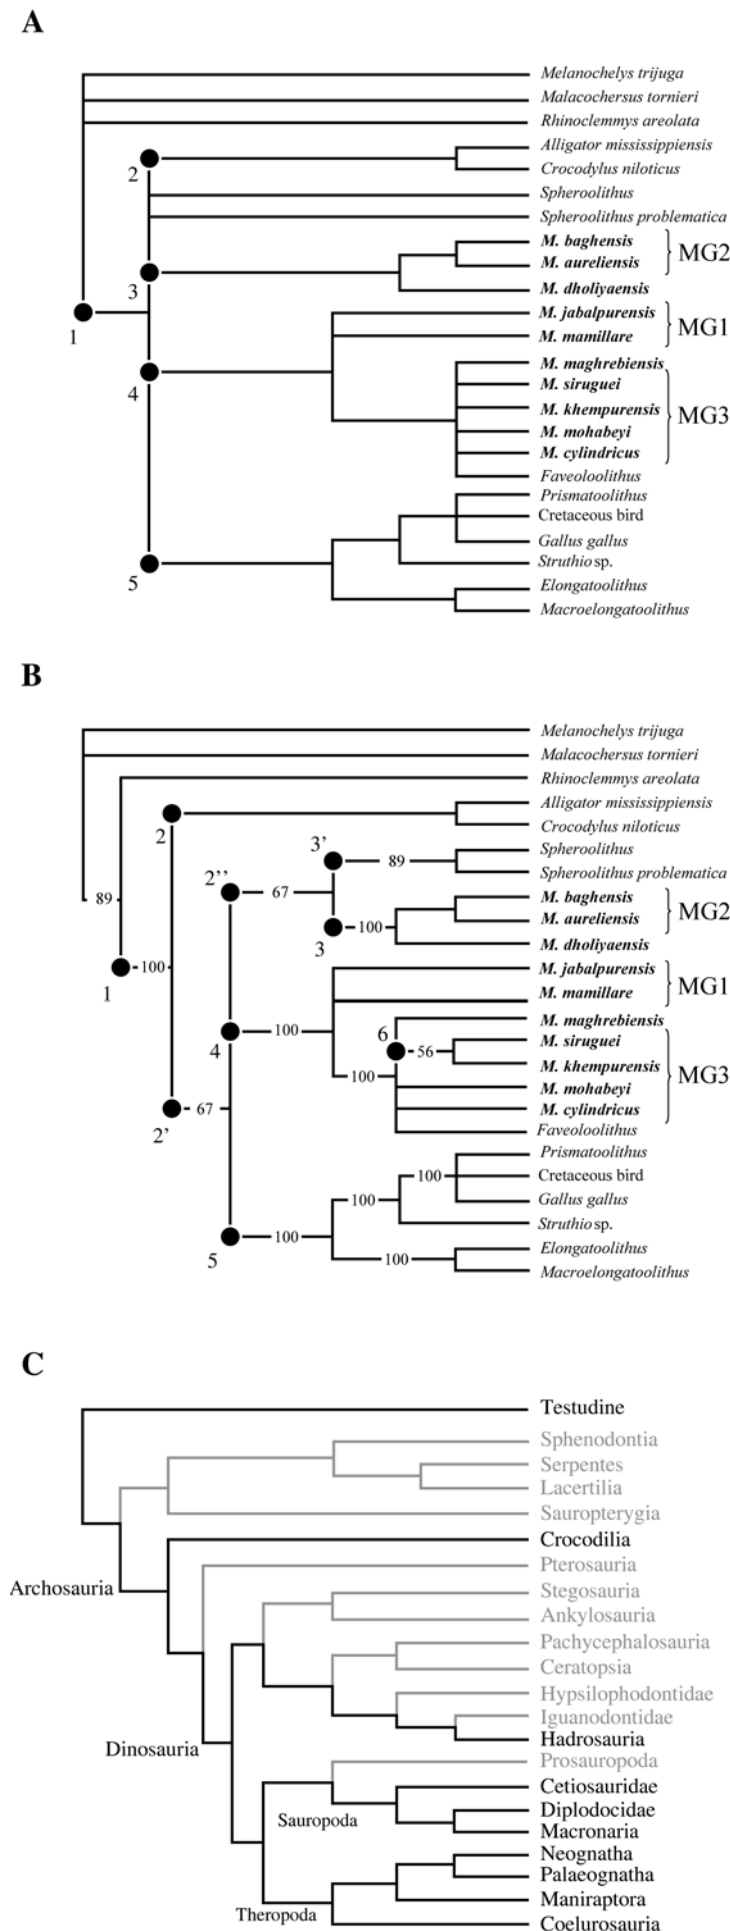 A
Melanochelys trijuga
Malacochersus tornieri
Rhinoclemmys areolata
Alligator mississippiensis
2
Crocodylus niloticus
Spheroolithus
Spheroolithus problematica
M. baghensis
MG2
M. aureliensis
3
M. dholiyaensis
1
M. jabalpurensis
MG1
M. mamillare
M. maghrebiensis
4
M. siruguei
M. khempurensis
MG3
M. mohabeyi
M. cylindricus
Faveoloolithus
Prismatoolithus
Cretaceous bird
Gallus gallus
5
Struthio sp.
Elongatoolithus
Macroelongatoolithus
B
Melanochelys trijuga
Malacochersus tornieri
Rhinoclemmys areolata
Alligator mississippiensis
2
Crocodylus niloticus
3'
Spheroolithus
89
2''
Spheroolithus problematica
67
M. baghensis
89
MG2
M. aureliensis
100
3
M. dholiyaensis
100
1
M. jabalpurensis
MG1
M. mamillare
M. maghrebiensis
6
100
4
M. siruguei
56
M. khempurensis
MG3
100
M. mohabeyi
67
2'
M. cylindricus
Faveoloolithus
Prismatoolithus
100
Cretaceous bird
100
Gallus gallus
Struthio sp.
100
5
Elongatoolithus
100
Macroelongatoolithus
C
Testudine
Sphenodontia
Serpentes
Lacertilia
Sauropterygia
Crocodilia
Pterosauria
Archosauria
Stegosauria
Ankylosauria
Pachycephalosauria
Ceratopsia
Hypsilophodontidae
Iguanodontidae
Hadrosauria
Dinosauria
Prosauropoda
Cetiosauridae
Diplodocidae
Sauropoda
Macronaria
Neognatha
Palaeognatha
Maniraptora
Theropoda
Coelurosauria